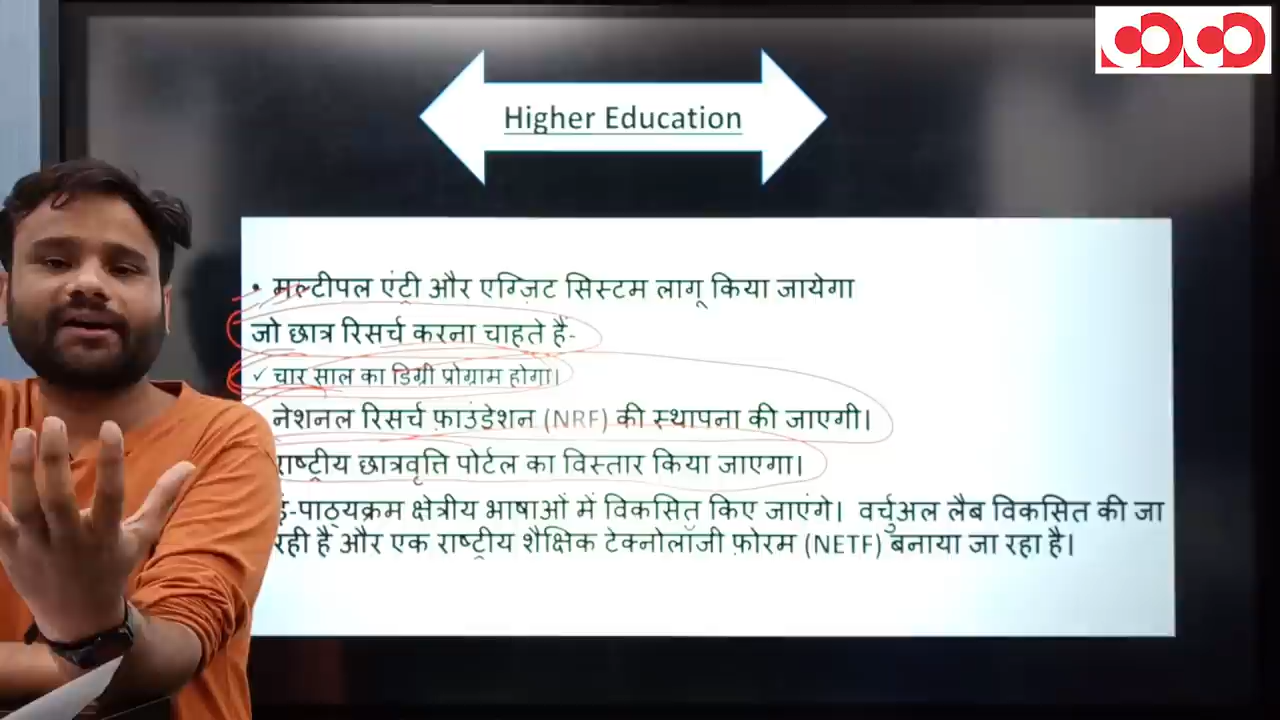 Higher Education
• मल्टीपल एंट्री और एग्जिट सिस्टम लागू किया जायेगा
जो छात्र रिसर्च करना चाहते हैं-
✓ चार साल का डिग्री प्रोग्राम होगा।
नेशनल रिसर्च फ़ाउंडेशन (NRF) की स्थापना की जाएगी।
राष्ट्रीय छात्रवृत्ति पोर्टल का विस्तार किया जाएगा।
ई-पाठ्यक्रम क्षेत्रीय भाषाओं में विकसित किए जाएंगे। वर्चुअल लैब विकसित की जा
रही है और एक राष्ट्रीय शैक्षिक टेक्नोलॉजी फ़ोरम (NETF) बनाया जा रहा है।